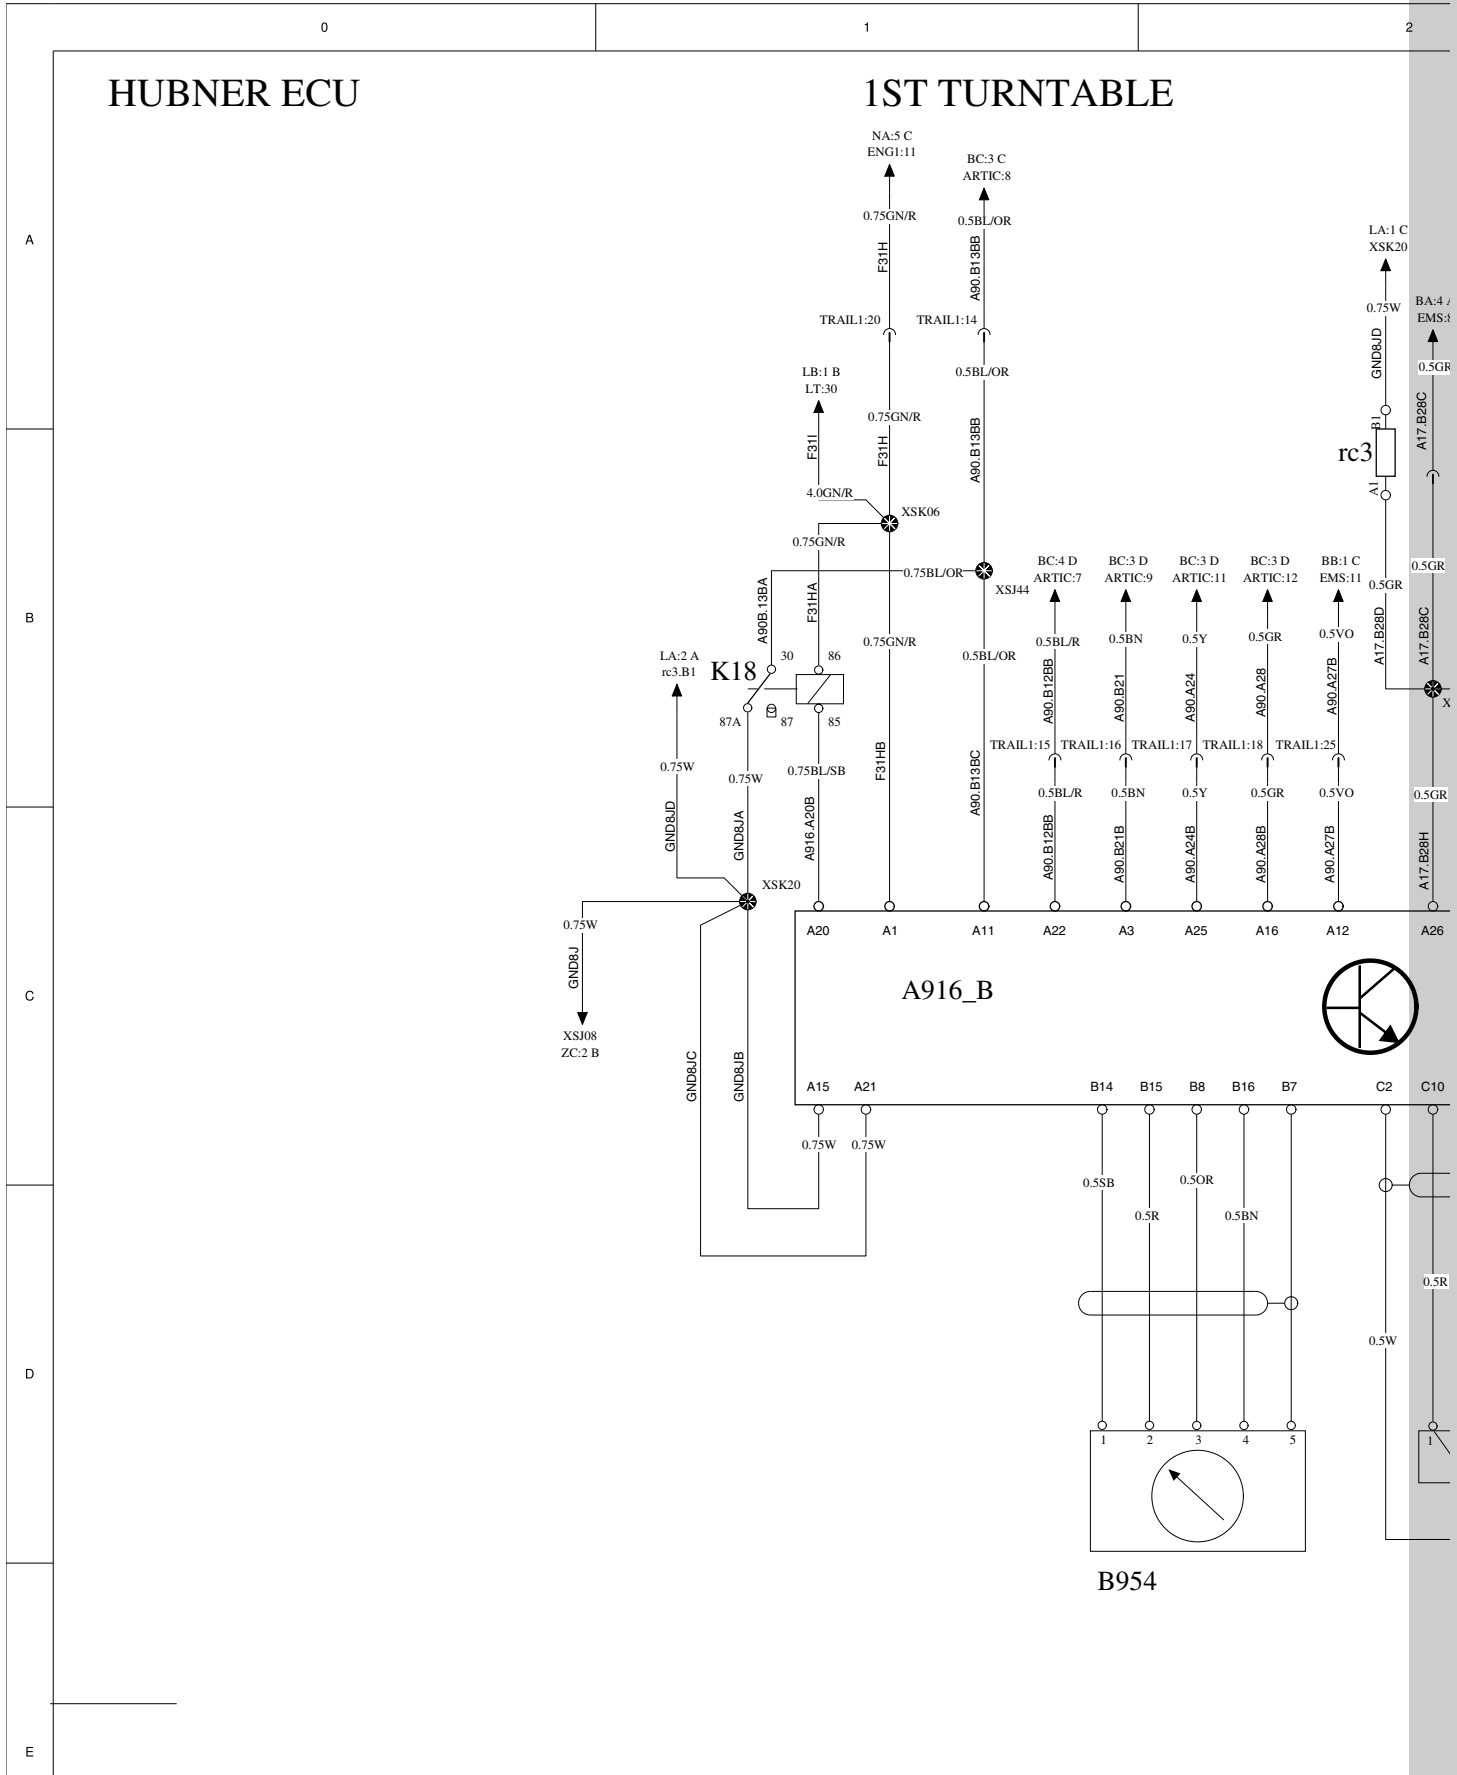 0
1
2
HUBNER ECU
1ST TURNTABLE
NA:5 C
ENG1:11
BC:3 C
ARTIC:8
A
0.75GN/R
0.5BL/OR
LA:1 C
XSK20
F31H
A90.B13BB
0.75W
BA:4
EMS:
TRAIL1:20
TRAIL1:14
GND8JD
LB:1 B
LT:30
0.5BL/OR
0.5GR
0.75GN/R
B1
A17.B28C
F31I
F31H
A90.B13BB
rc3
4.0GN/R
A1
XSK06
0.75GN/R
BC:4 D
ARTIC:7
BC:3 D
ARTIC:9
BC:3 D
ARTIC:11
BC:3 D
ARTIC:12
BB:1 C
EMS:11
0.75BL/OR
0.5GR
XSJ44
0.5GR
A90B.13BA
F31HA
B
0.75GN/R
0.5BL/OR
0.5BL/R
0.5BN
0.5Y
0.5GR
0.5VO
A17.B28D
A17.B28C
LA:2 A
rc3.B1
K18
30
86
A90.B12BB
A90.B21
A90.A24
A90.A28
A90.A27B
X
87A
87
85
TRAIL1:15
TRAIL1:16
TRAIL1:17
TRAIL1:18
TRAIL1:25
0.75W
0.75W
0.75BL/SB
F31HB
A90.B13BC
0.5BL/R
0.5BN
0.5Y
0.5GR
0.5VO
0.5GR
GND8JD
GND8JA
A916.A20B
A90.B12BB
A90.B21B
A90.A24B
A90.A28B
A90.A27B
A17.B28H
XSK20
0.75W
A20
A1
A11
A22
A3
A25
A16
A12
A26
GND8J
C
A916_B
XSJ08
ZC:2 B
GND8JC
GND8JB
A15
A21
B14
B15
B8
B16
B7
C2
C10
0.75W
0.75W
0.5SB
0.5OR
0.5R
0.5BN
0.5R
0.5W
D
1
2
3
4
5
1
B954
E